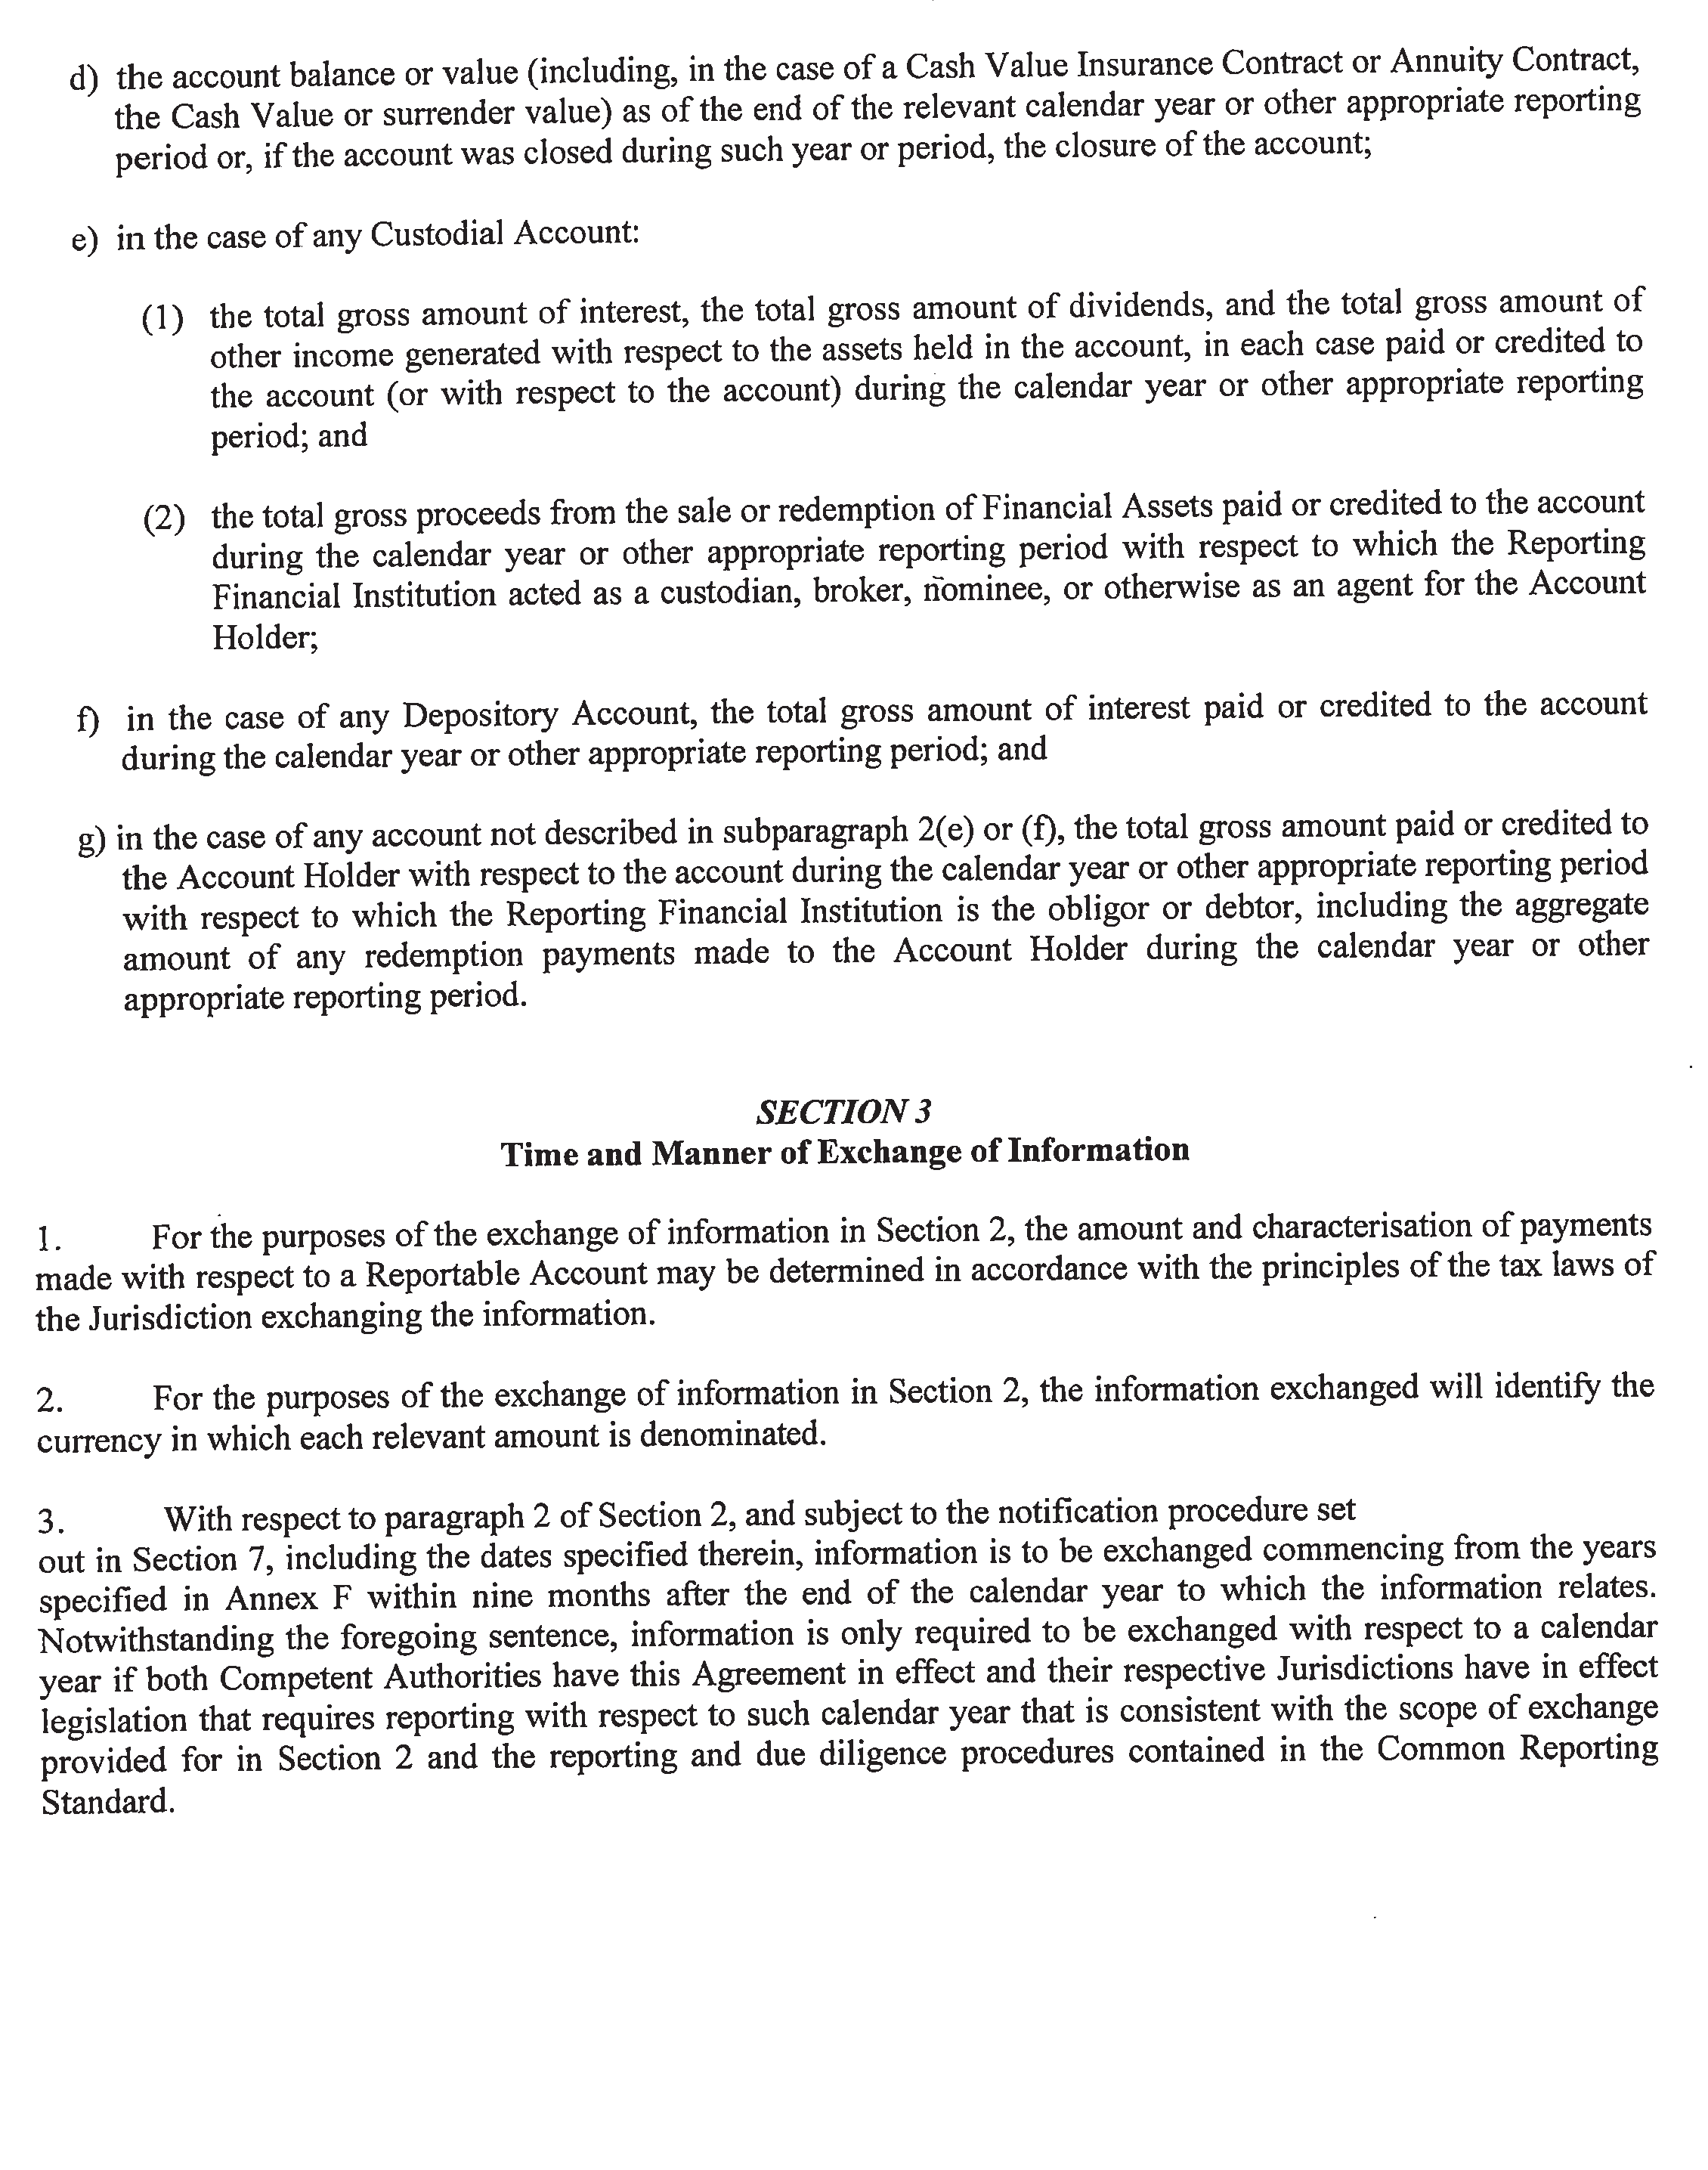 d) the account balance or value (including, in the case of a Cash Value Insurance Contract or Annuity Contract,
the Cash Value or surrender value) as of the end of the relevant calendar year or other appropriate reporting
period or, if the account was closed during such year or period, the closure of the account;
e) in the case of any Custodial Account:
(1) the total gross amount of interest, the total gross amount of dividends, and the total gross amount of
other income generated with respect to the assets held in the account, in each case paid or credited to
the account (or with respect to the account) during the calendar year or other appropriate reporting
period; and
(2) the total gross proceeds from the sale or redemption of Financial Assets paid or credited to the account
during the calendar year or other appropriate reporting period with respect to which the Reporting
Financial Institution acted as a custodian, broker, nominee, or otherwise as an agent for the Account
Holder;
f) in the case of any Depository Account, the total gross amount of interest paid or credited to the account
during the calendar year or other appropriate reporting period; and
g) in the case of any account not described in subparagraph 2(e) or (f), the total gross amount paid or credited to
the Account Holder with respect to the account during the calendar year or other appropriate reporting period
with respect to which the Reporting Financial Institution is the obligor or debtor, including the aggregate
amount of any redemption payments made to the Account Holder during the calendar year or other
appropriate reporting period.
SECTION 3
Time and Manner of Exchange of Information
1. For the purposes of the exchange of information in Section 2, the amount and characterisation of payments
made with respect to a Reportable Account may be determined in accordance with the principles of the tax laws of
the Jurisdiction exchanging the information.
2. For the purposes of the exchange of information in Section 2, the information exchanged will identify the
currency in which each relevant amount is denominated.
3. With respect to paragraph 2 of Section 2, and subject to the notification procedure set
out in Section 7, including the dates specified therein, information is to be exchanged commencing from the years
specified in Annex F within nine months after the end of the calendar year to which the information relates.
Notwithstanding the foregoing sentence, information is only required to be exchanged with respect to a calendar
year if both Competent Authorities have this Agreement in effect and their respective Jurisdictions have in effect
legislation that requires reporting with respect to such calendar year that is consistent with the scope of exchange
provided for in Section 2 and the reporting and due diligence procedures contained in the Common Reporting
Standard.